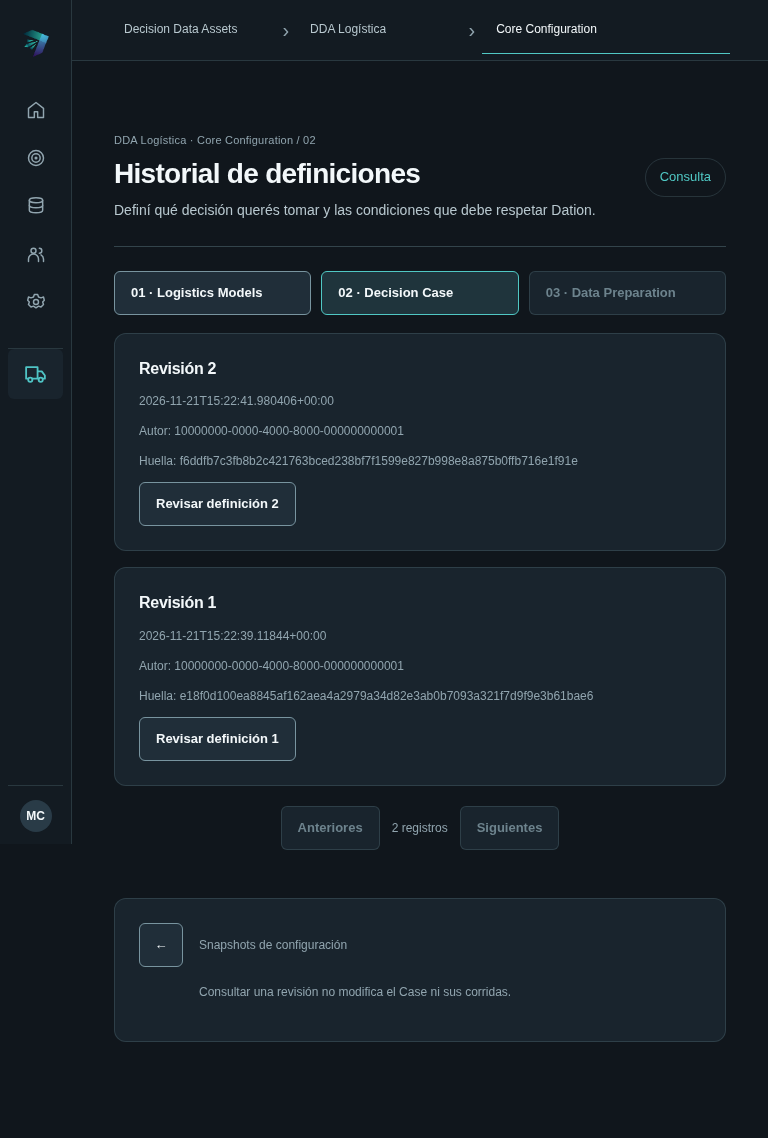 Decision Data Assets › DDA Logística › Core Configuration
DDA Logística · Core Configuration / 02
Historial de definiciones
Consulta
Definí qué decisión querés tomar y las condiciones que debe respetar Dation.
01 · Logistics Models
02 · Decision Case
03 · Data Preparation
Revisión 2
2026-11-21T15:22:41.980406+00:00
Autor: 10000000-0000-4000-8000-000000000001
Huella: f6ddfb7c3fb8b2c421763bced238bf7f1599e827b998e8a875b0ffb716e1f91e
Revisar definición 2
Revisión 1
2026-11-21T15:22:39.11844+00:00
Autor: 10000000-0000-4000-8000-000000000001
Huella: e18f0d100ea8845af162aea4a2979a34d82e3ab0b7093a321f7d9f9e3b61bae6
Revisar definición 1
MC
Anteriores
2 registros
Siguientes
← Snapshots de configuración
Consultar una revisión no modifica el Case ni sus corridas.